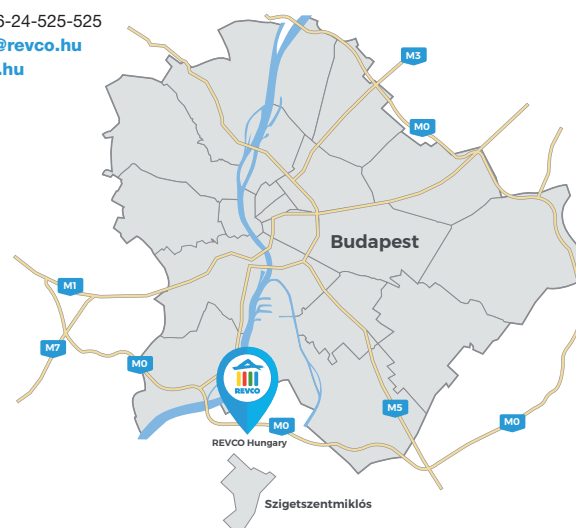 6-24-525-525
@revco.hu
.hu
M3
M0
Budapest
M1
M7
M0
REVCO
M5
M0
M0
REVCO Hungary
Szigetszentmiklós